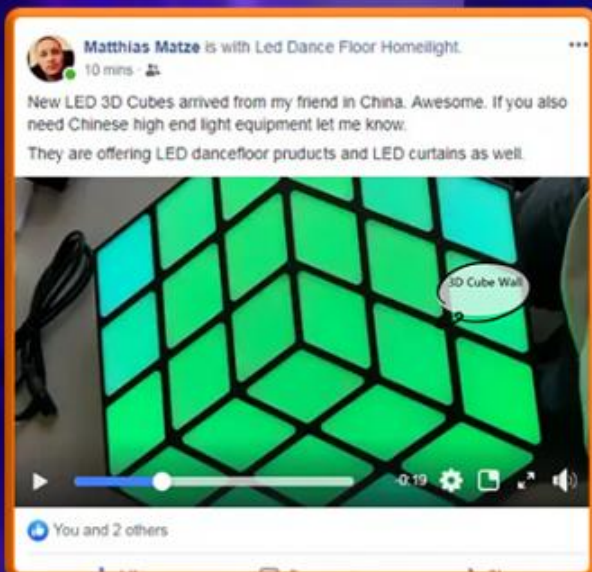 Matthias Matze is with Led Dance Floor Homeilight.
10 mins
New LED 3D Cubes arrived from my friend in China. Awesome. If you also
need Chinese high end light equipment let me know.
They are offering LED dancefloor pruducts and LED curtains as well.
3D Cube Wall
-0:19
You and 2 others